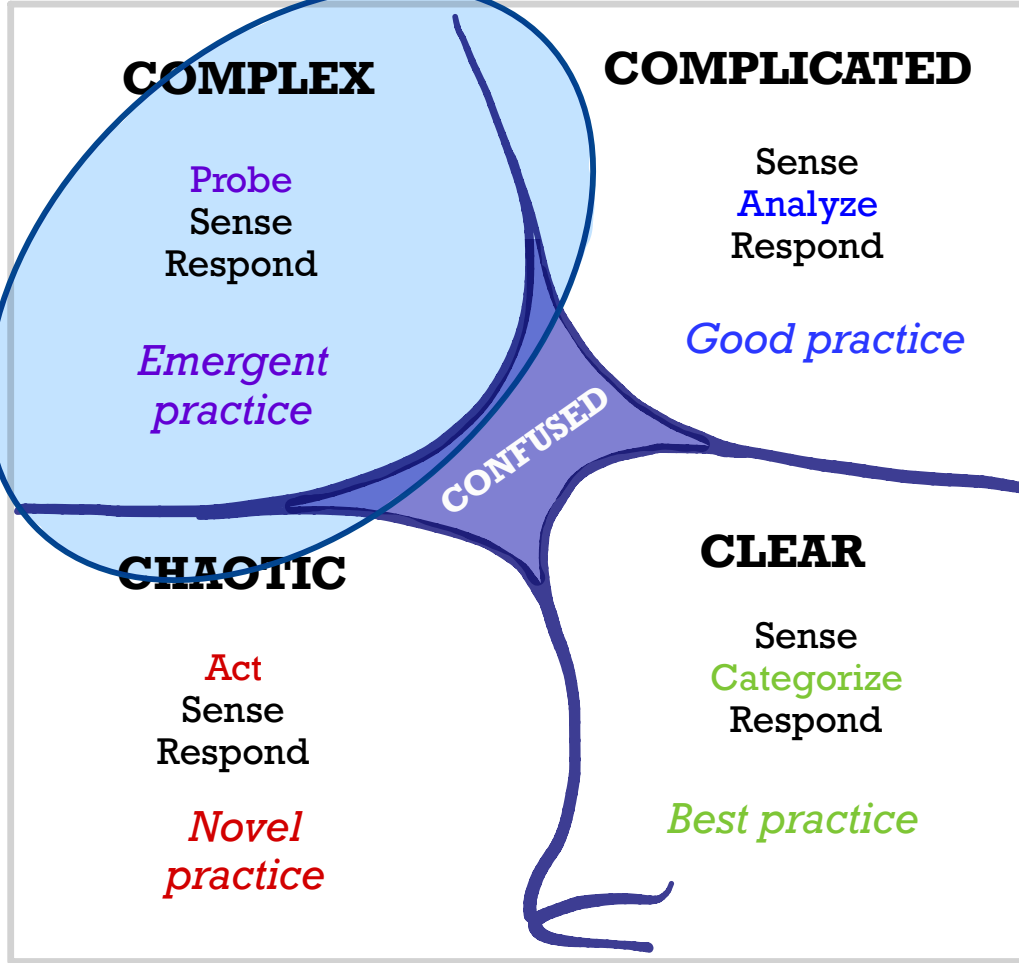 COMPLEX
Probe
Sense
Respond
Emergent
practice
COMPLICATED
Sense
Analyze
Respond
Good practice
CONFUSED
CHAOTIC
Act
Sense
Respond
Novel
practice
CLEAR
Sense
Categorize
Respond
Best practice